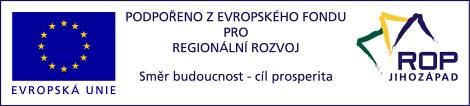 EVROPSKÁ UNIE
PODPOŘENO Z EVROPSKÉHO FONDU
PRO
REGIONÁLNÍ ROZVOJ
Směr budoucnost - cíl prosperita
ROP
JIHOZÁPAD